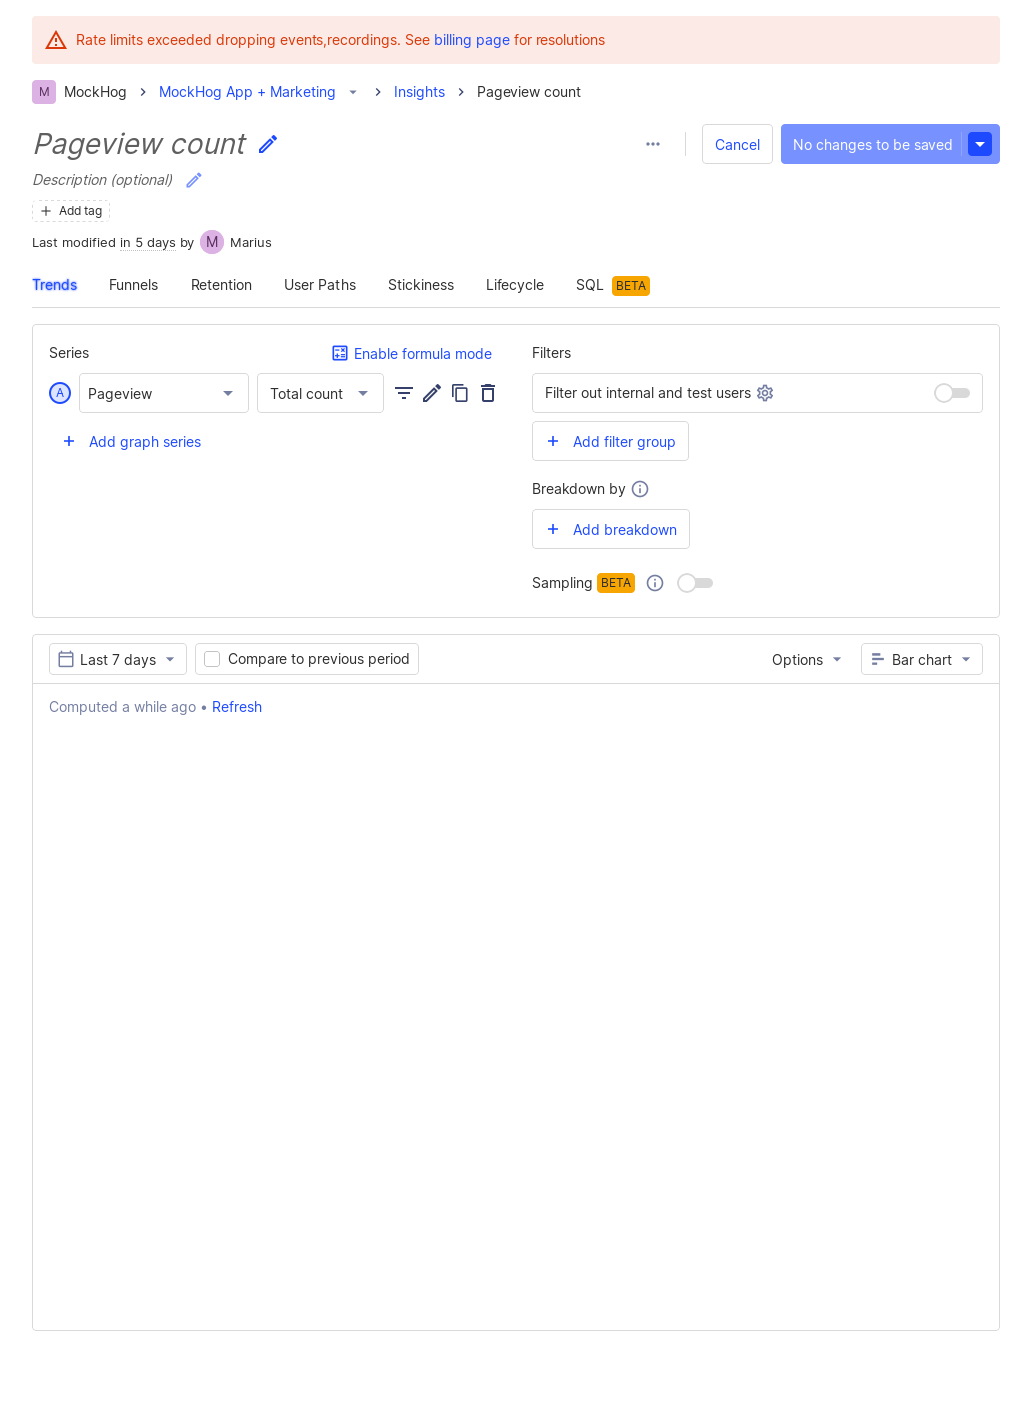 Rate limits exceeded dropping events,recordings. See billing page for resolutions
M MockHog MockHog App + Marketing Insights Pageview count
Pageview count
Cancel
No changes to be saved
Description (optional)
Add tag
Last modified in 5 days by M Marius
Trends Funnels Retention User Paths Stickiness Lifecycle SQL BETA
Series
Enable formula mode
A Pageview Total count
Add graph series
Filters
Filter out internal and test users
Add filter group
Breakdown by
Add breakdown
Sampling BETA
Last 7 days Compare to previous period Options Bar chart
Computed a while ago • Refresh